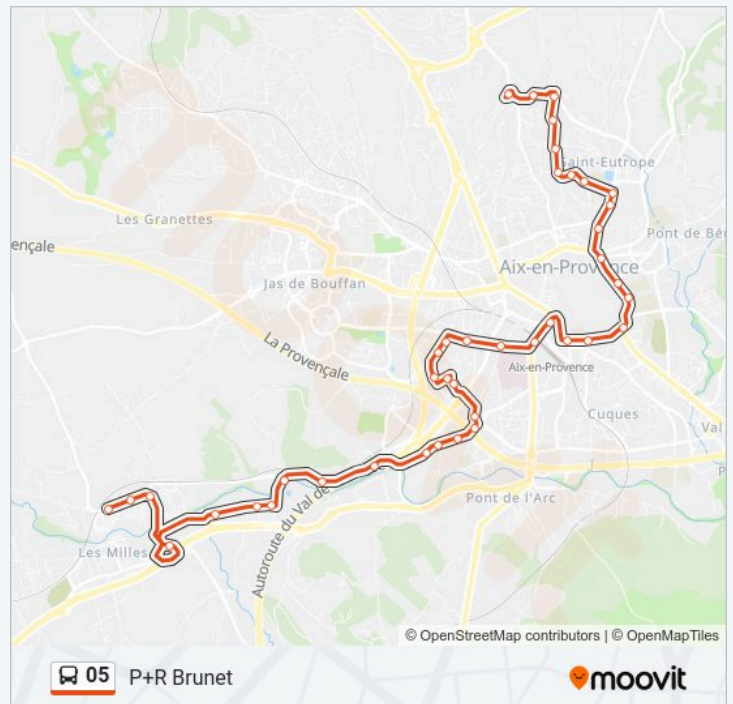 Saint-Eutrope
Les Granettes
Pont de Bér
ençale
Aix-en-Provence
Jas de Bouffan
La Provençale
Aix-en-Provence
Cuques
Val
P
Pont de l'Arc
Autoroute du Val de
Les Milles
© OpenStreetMap contributors | © OpenMapTiles
05 P+R Brunet
moovit